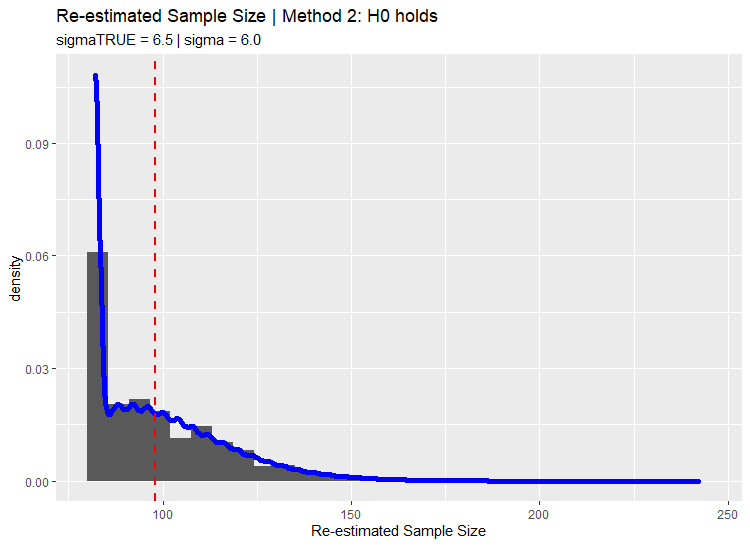 Re-estimated Sample Size | Method 2: H0 holds
sigmaTRUE = 6.5 | sigma = 6.0
density
0.09
0.06
0.03
0.00
100
150
200
250
Re-estimated Sample Size